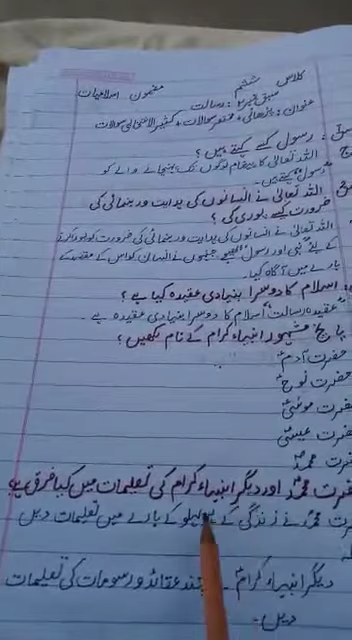 کلاس ششم مضمون اسلامیات
سبق نمبر ۳: رسالت
عنوان: پڑھائی، مختصر سوالات، کثیر الانتخابی سوالات
رسول کسے کہتے ہیں؟
اللہ تعالیٰ کا پیغام لوگوں تک پہنچانے والے کو
رسول کہتے ہیں۔
اللہ تعالیٰ نے انسانوں کی ہدایت و رہنمائی کی
ضرورت کیسے پوری کی؟
اللہ تعالیٰ نے انسانوں کی ہدایت و رہنمائی کی ضرورت کو پورا کرنے
کے لیے نبی اور رسول بھیجے جنہوں نے انسان کو اس کے مقصد کے
بارے میں آگاہ کیا۔
اسلام کا دوسرا بنیادی عقیدہ کیا ہے؟
"عقیدہ رسالت" اسلام کا دوسرا بنیادی عقیدہ ہے۔
پانچ مشہور انبیاء کرام کے نام لکھیں؟
حضرت آدمؑ
حضرت نوحؑ
حضرت موسیٰؑ
حضرت عیسیٰؑ
حضرت محمدؐ
حضرت محمدؐ اور دیگر انبیاء کرام کی تعلیمات میں کیا فرق ہے
حضرت محمدؐ نے زندگی کے ہر پہلو کے بارے میں تعلیمات دیں
دیگر انبیاء کرامؑ نے چند عقائد و رسومات کی تعلیمات
دیں۔